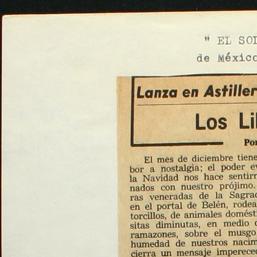 " EL SOL
de México
Lanza en Astiller
Los Li
Por
El mes de diciembre tiene
bor a nostalgia; el poder ev
la Navidad nos hace sentirn
nados con nuestro prójimo.
ras veneradas de la Sagrad
en el portal de Belén, rodea
torcillos, de animales domést
sitas diminutas, en medio d
ramazones, sobre el musgo
humedad de nuestros nacim
cierra un mensaje imperece